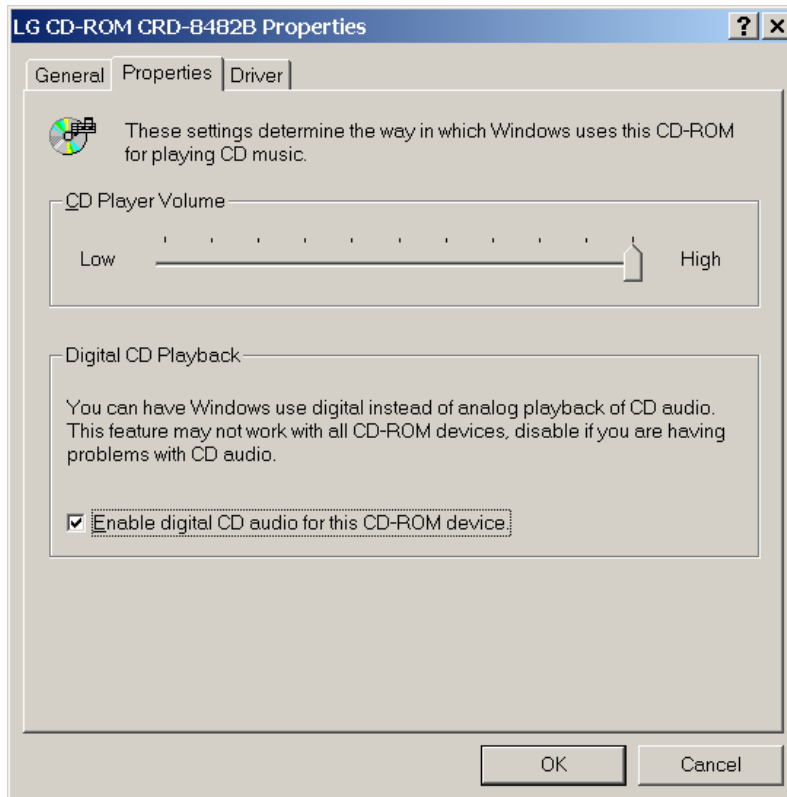 LG CD-ROM CRD-8482B Properties
General Properties Driver
These settings determine the way in which Windows uses this CD-ROM
for playing CD music.
CD Player Volume
Low High
Digital CD Playback
You can have Windows use digital instead of analog playback of CD audio.
This feature may not work with all CD-ROM devices, disable if you are having
problems with CD audio.
Enable digital CD audio for this CD-ROM device.
OK Cancel